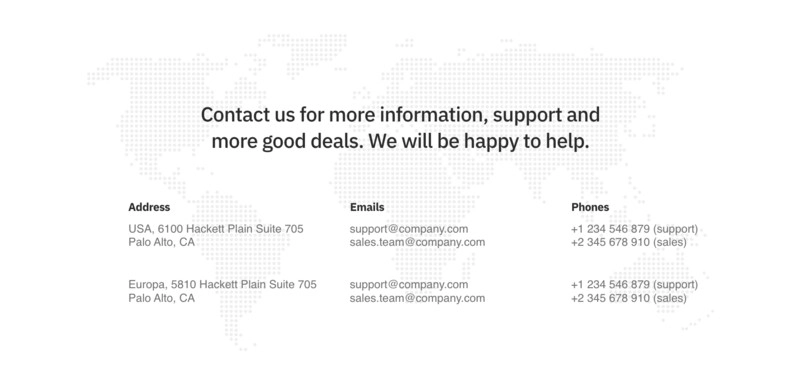 Contact us for more information, support and
more good deals. We will be happy to help.
Address
USA, 6100 Hackett Plain Suite 705
Palo Alto, CA
Emails
support@company.com
sales.team@company.com
Phones
+1 234 546 879 (support)
+2 345 678 910 (sales)
Europa, 5810 Hackett Plain Suite 705
Palo Alto, CA
support@company.com
sales.team@company.com
+1 234 546 879 (support)
+2 345 678 910 (sales)